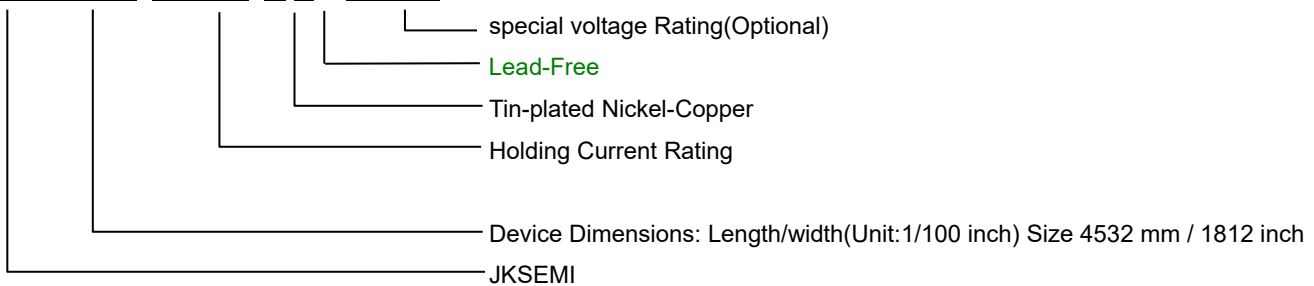 special voltage Rating(Optional)
Lead-Free
Tin-plated Nickel-Copper
Holding Current Rating
Device Dimensions: Length/width(Unit:1/100 inch) Size 4532 mm / 1812 inch
JKSEMI